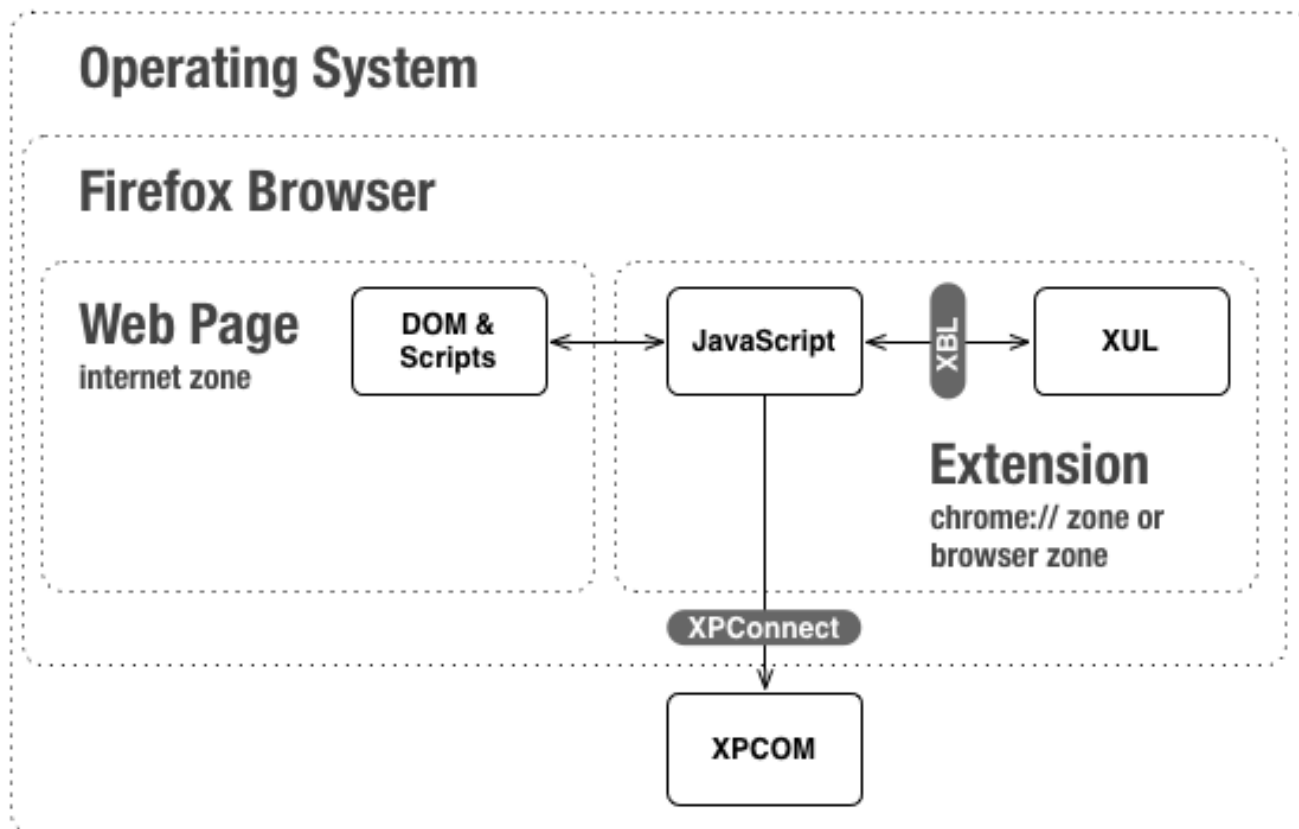 Operating System
Firefox Browser
Web Page
internet zone
DOM &
Scripts
JavaScript
XBL
XUL
Extension
chrome:// zone or
browser zone
XPConnect
XPCOM